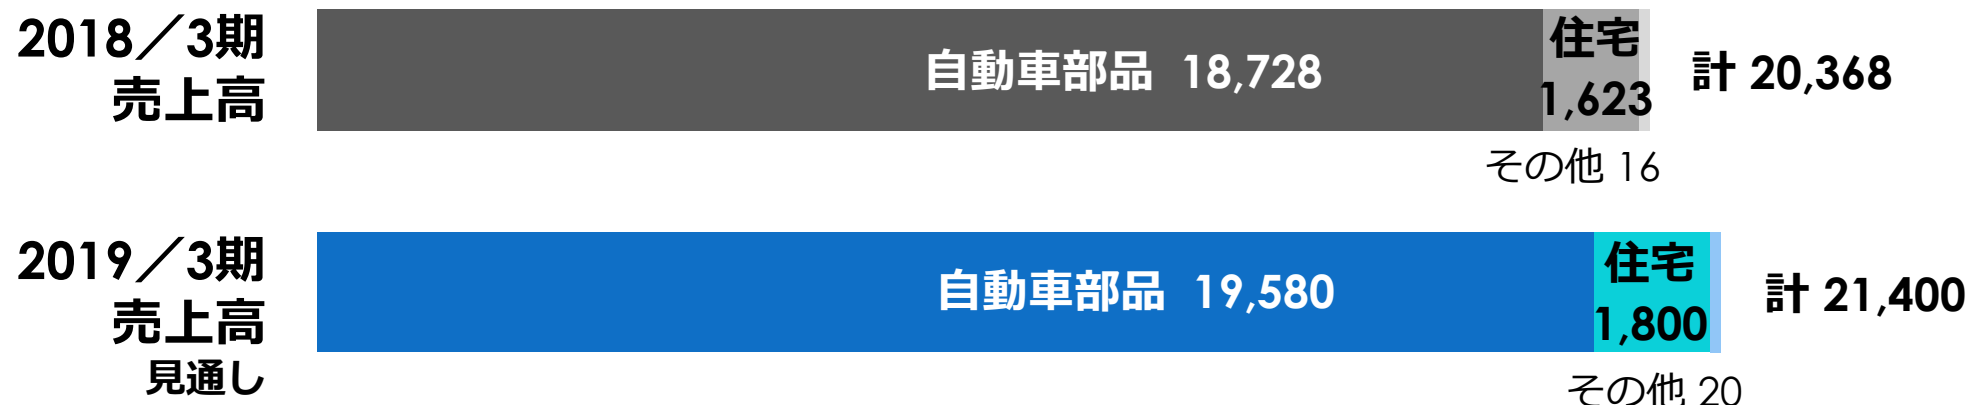 2018／3期
売上高
自動車部品 18,728
住宅
1,623
計 20,368
その他 16
2019／3期
売上高
見通し
自動車部品 19,580
住宅
1,800
計 21,400
その他 20